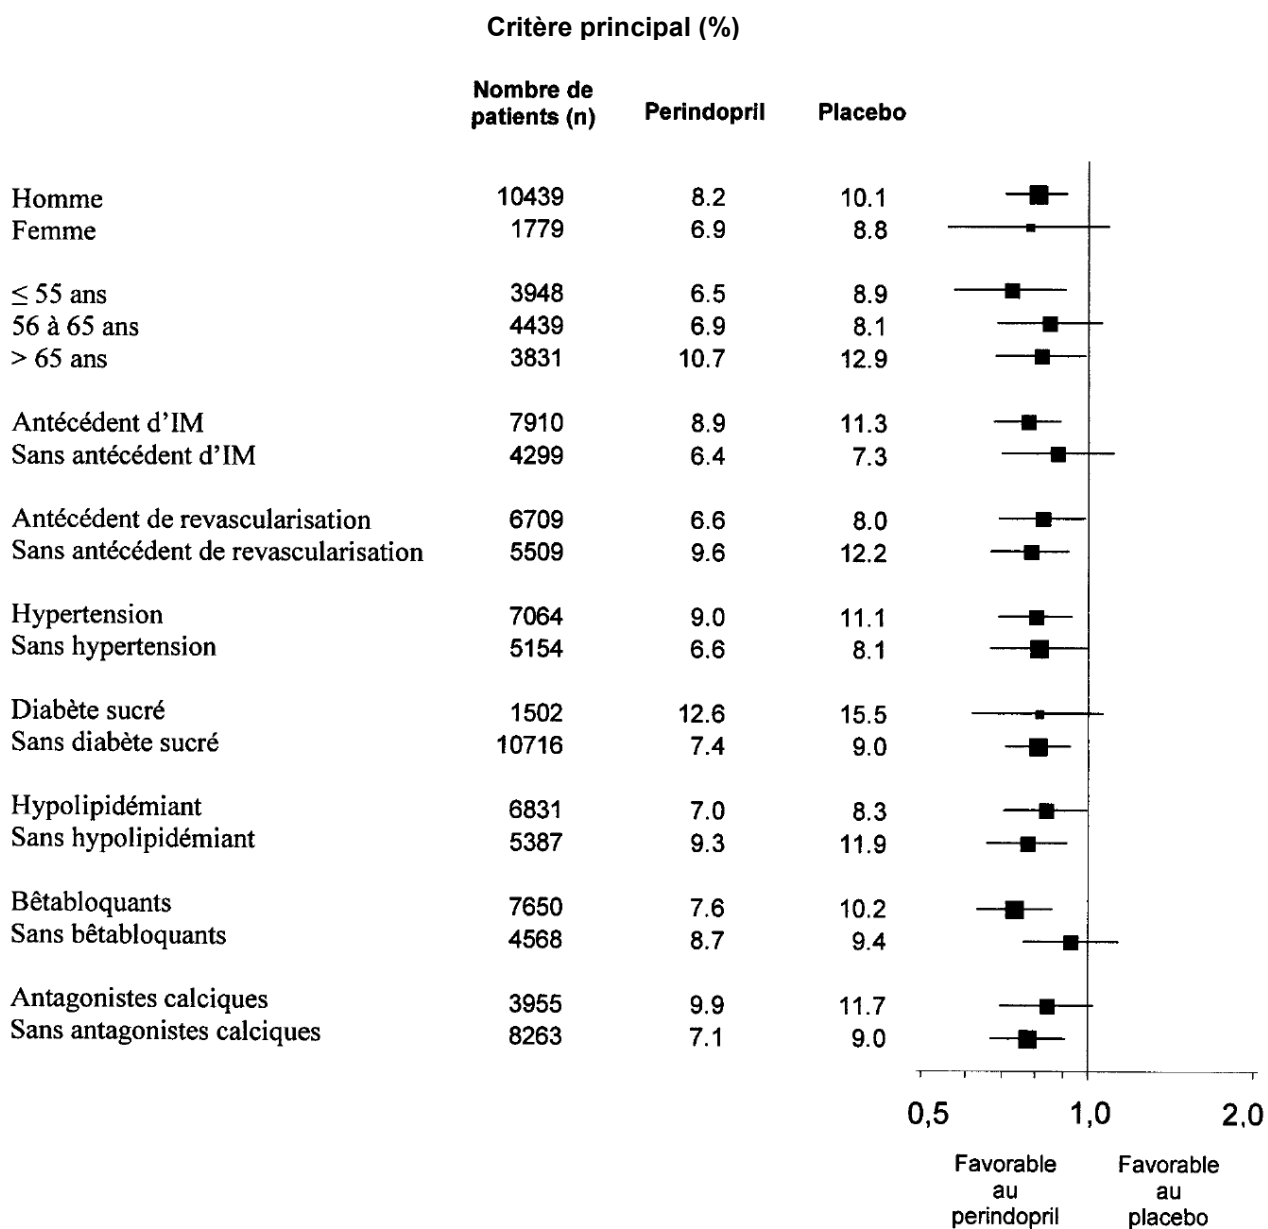 Critère principal (%)
Nombre de
patients (n) Perindopril Placebo
Homme 10439 8.2 10.1
Femme 1779 6.9 8.8
≤ 55 ans 3948 6.5 8.9
56 à 65 ans 4439 6.9 8.1
> 65 ans 3831 10.7 12.9
Antécédent d’IM 7910 8.9 11.3
Sans antécédent d’IM 4299 6.4 7.3
Antécédent de revascularisation 6709 6.6 8.0
Sans antécédent de revascularisation 5509 9.6 12.2
Hypertension 7064 9.0 11.1
Sans hypertension 5154 6.6 8.1
Diabète sucré 1502 12.6 15.5
Sans diabète sucré 10716 7.4 9.0
Hypolipidémiant 6831 7.0 8.3
Sans hypolipidémiant 5387 9.3 11.9
Bêtabloquants 7650 7.6 10.2
Sans bêtabloquants 4568 8.7 9.4
Antagonistes calciques 3955 9.9 11.7
Sans antagonistes calciques 8263 7.1 9.0
0,5 1,0 2,0
Favorable Favorable
au au
perindopril placebo